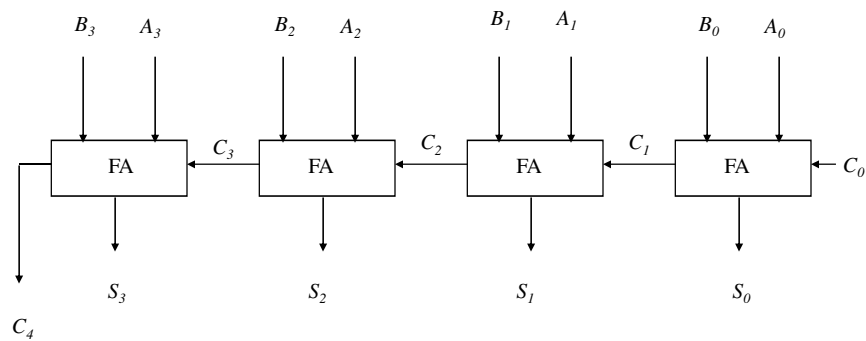 B3 A3 B2 A2 B1 A1 B0 A0
FA C3 FA C2 FA C1 FA C0
S3 S2 S1 S0
C4